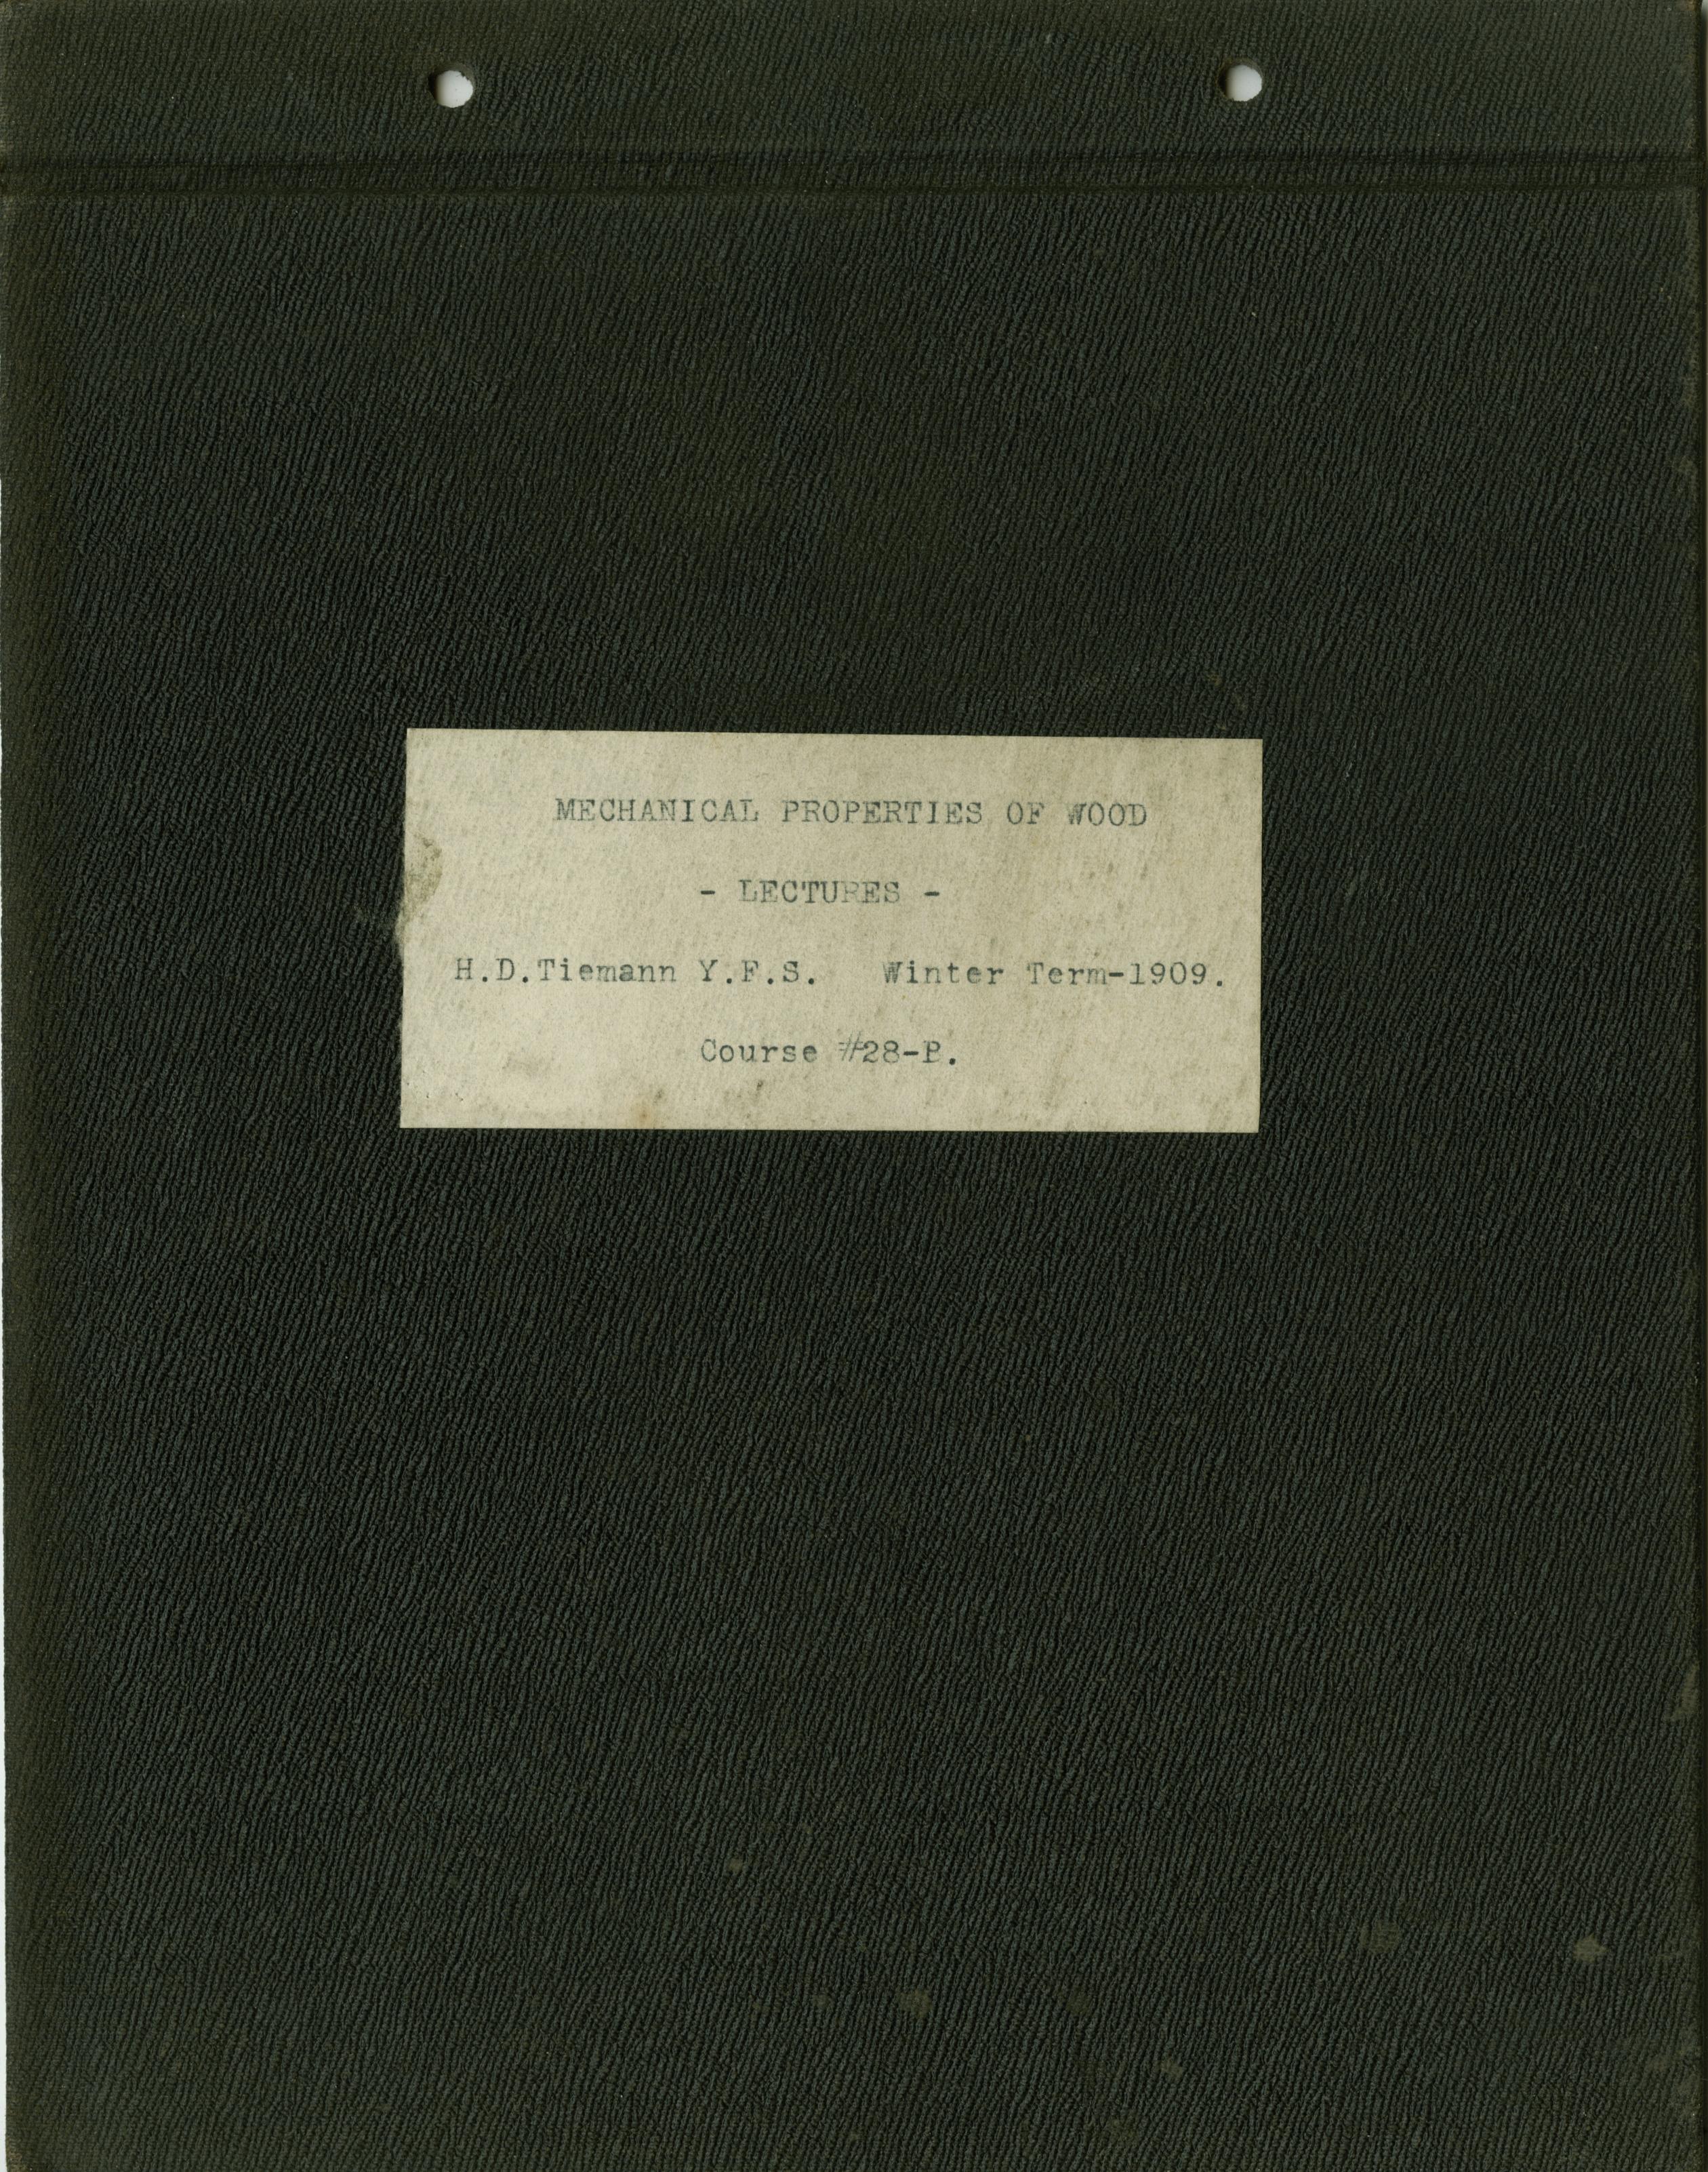 MECHANICAL PROPERTIES OF WOOD
- LECTURES -
H.D.Tiemann Y.F.S. Winter Term-1909.
Course #28-P.